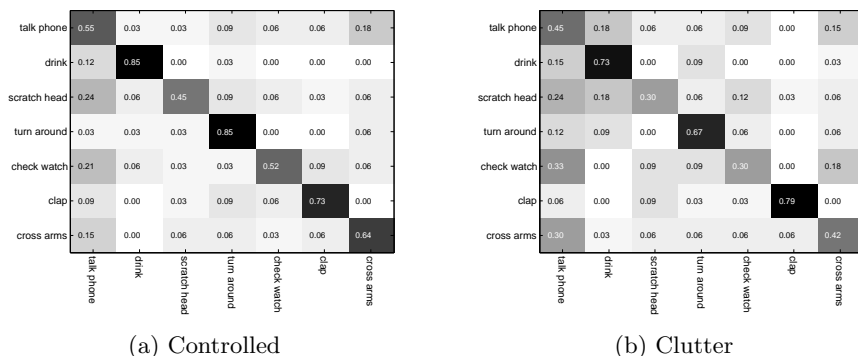 talk phone 0.55 0.03 0.03 0.09 0.06 0.06 0.18
drink 0.12 0.85 0.00 0.03 0.00 0.00 0.00
scratch head 0.24 0.06 0.45 0.09 0.06 0.03 0.06
turn around 0.03 0.03 0.03 0.85 0.00 0.00 0.06
check watch 0.21 0.06 0.03 0.03 0.52 0.09 0.06
clap 0.09 0.00 0.03 0.09 0.06 0.73 0.00
cross arms 0.15 0.00 0.06 0.06 0.03 0.06 0.64
talk phone drink scratch head turn around check watch clap cross arms
(a) Controlled
talk phone 0.45 0.18 0.06 0.06 0.09 0.00 0.15
drink 0.15 0.73 0.00 0.09 0.00 0.00 0.03
scratch head 0.24 0.18 0.30 0.06 0.12 0.03 0.06
turn around 0.12 0.09 0.00 0.67 0.06 0.00 0.06
check watch 0.33 0.00 0.09 0.09 0.30 0.00 0.18
clap 0.06 0.00 0.09 0.03 0.03 0.79 0.00
cross arms 0.30 0.03 0.06 0.06 0.06 0.06 0.42
talk phone drink scratch head turn around check watch clap cross arms
(b) Clutter